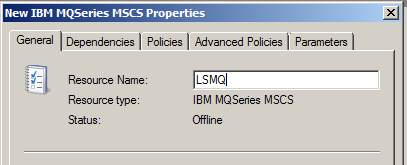 New IBM MQSeries MSCS Properties
General Dependencies Policies Advanced Policies Parameters
Resource Name: LSMQ
Resource type: IBM MQSeries MSCS
Status: Offline